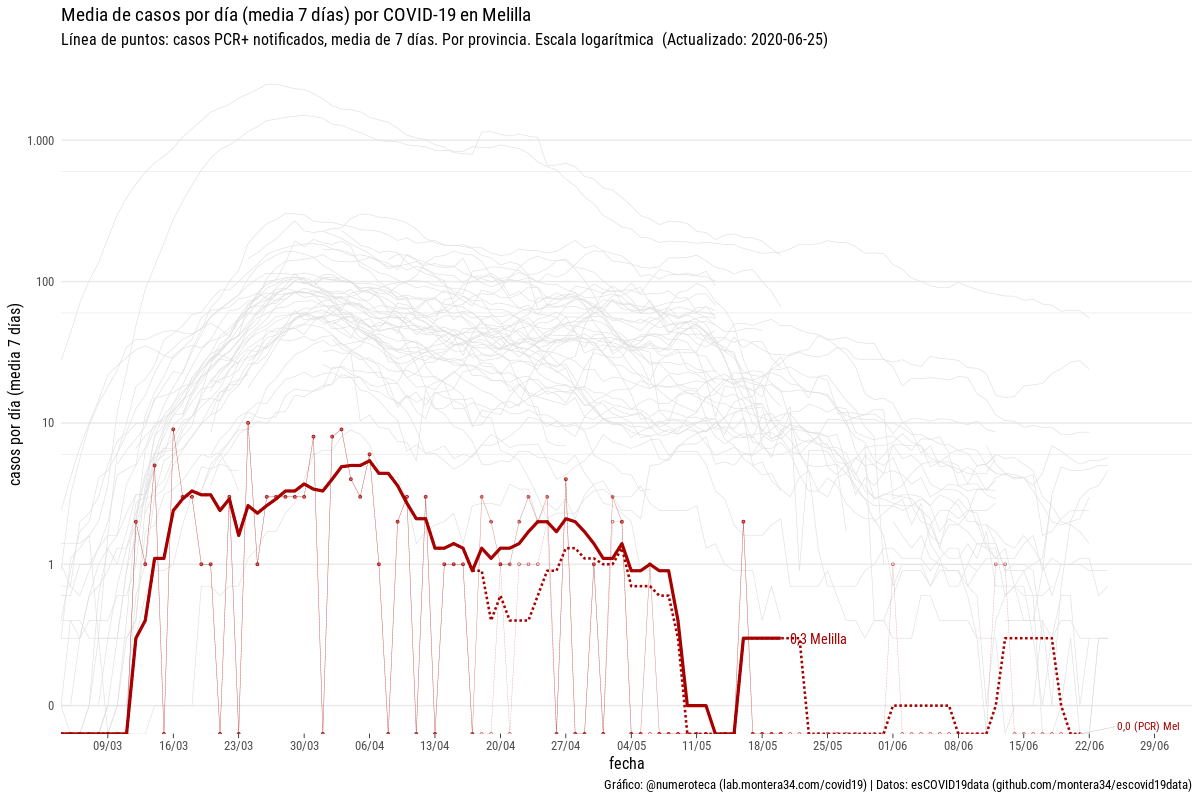 Media de casos por día (media 7 días) por COVID-19 en Melilla
Línea de puntos: casos PCR+ notificados, media de 7 días. Por provincia. Escala logarítmica (Actualizado: 2020-06-25)
casos por día (media 7 días)
1.000
100
10
1
0
0,3 Melilla
0,0 (PCR) Mel
09/03 16/03 23/03 30/03 06/04 13/04 20/04 27/04 04/05 11/05 18/05 25/05 01/06 08/06 15/06 22/06 29/06
fecha
Gráfico: @numeroteca (lab.montera34.com/covid19) | Datos: esCOVID19data (github.com/montera34/escovid19data)